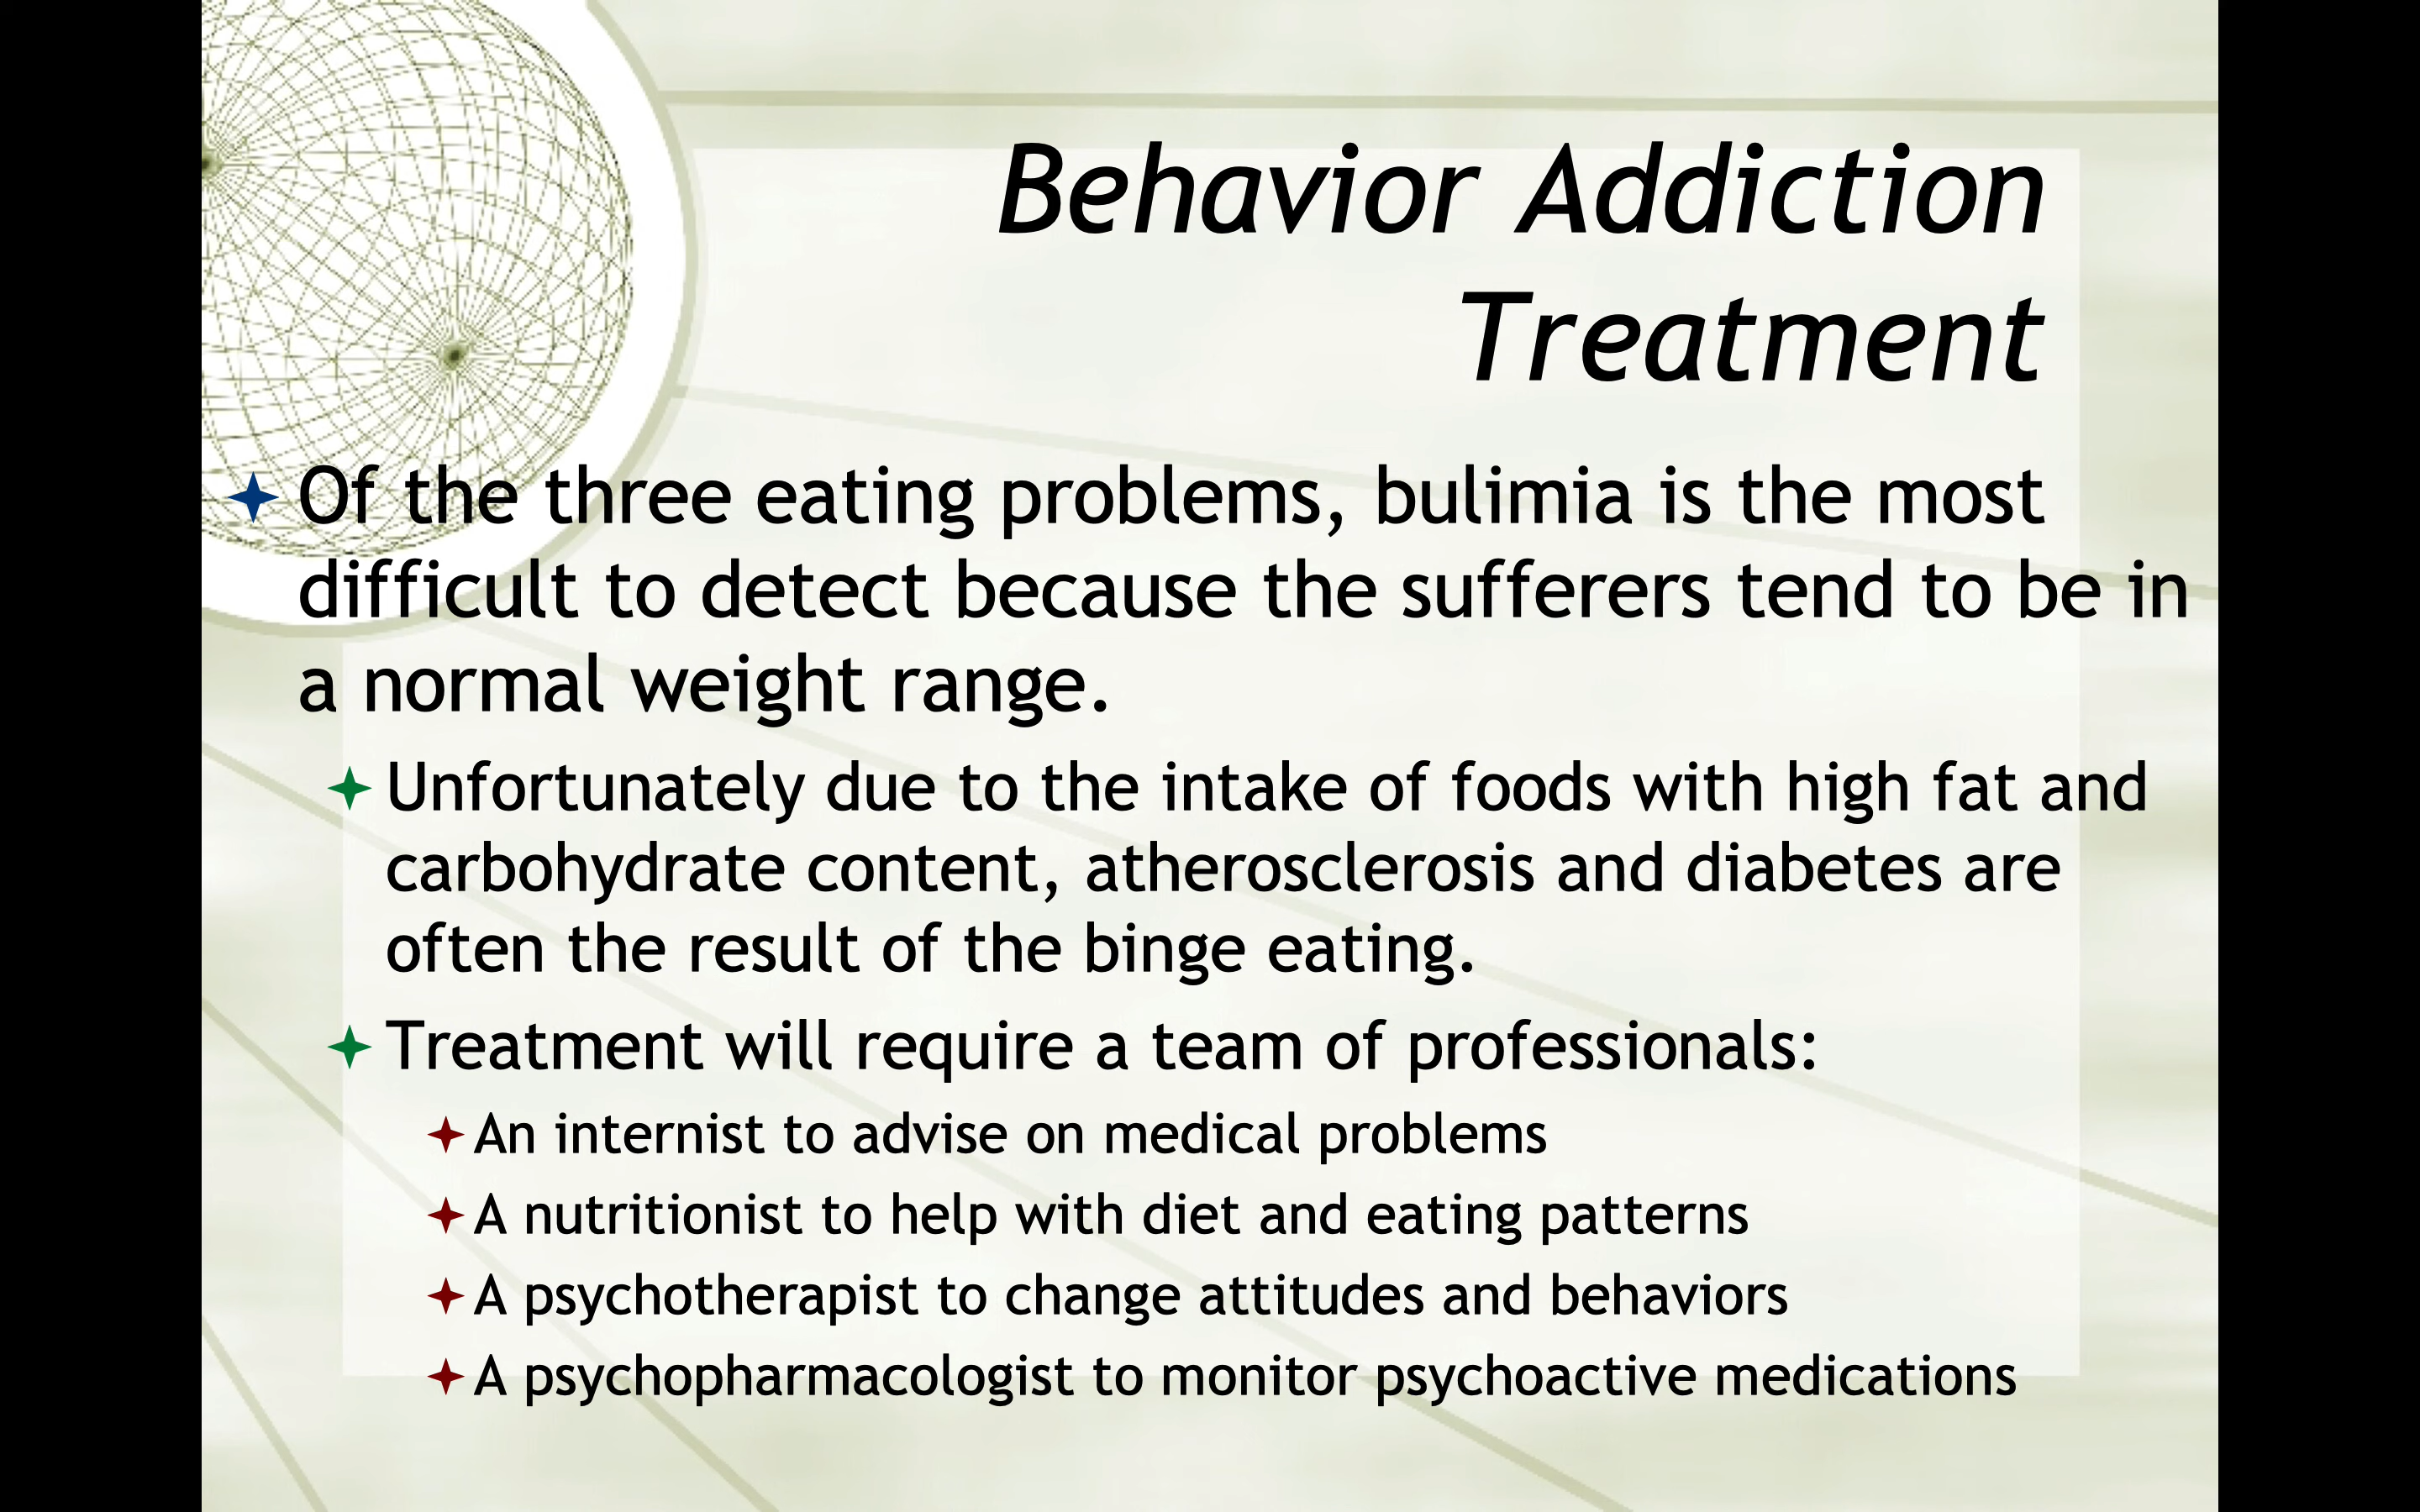 Behavior Addiction
Treatment
Of the three eating problems, bulimia is the most
difficult to detect because the sufferers tend to be in
a normal weight range.
Unfortunately due to the intake of foods with high fat and
carbohydrate content, atherosclerosis and diabetes are
often the result of the binge eating.
Treatment will require a team of professionals:
An internist to advise on medical problems
A nutritionist to help with diet and eating patterns
A psychotherapist to change attitudes and behaviors
A psychopharmacologist to monitor psychoactive medications